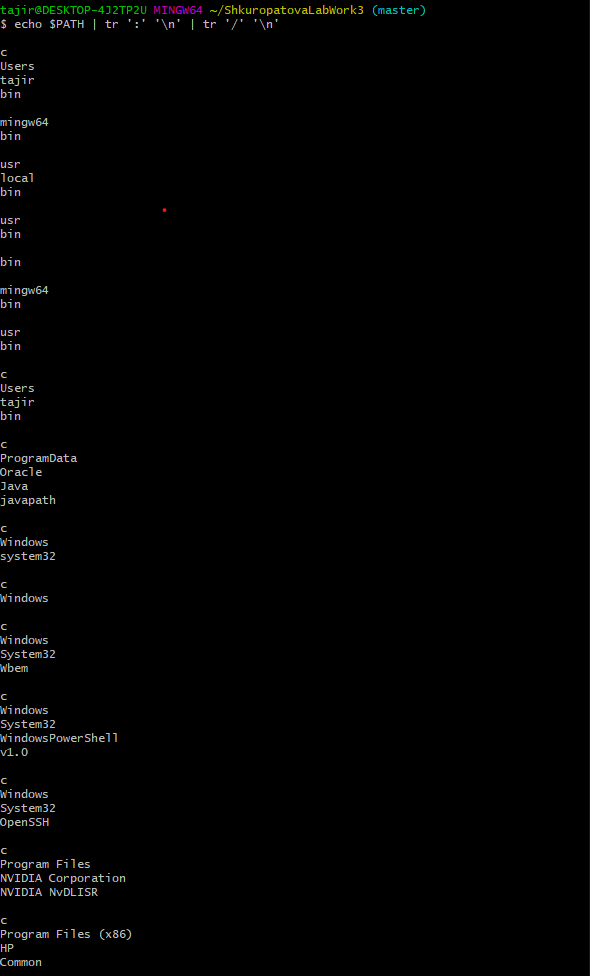 tajir@DESKTOP-4J2TP2U MINGW64 ~/ShkuropatovaLabWork3 (master)
$ echo $PATH | tr ':' '\n' | tr '/' '\n'

c
Users
tajir
bin

mingw64
bin

usr
local
bin

usr
bin

bin

mingw64
bin

usr
bin

c
Users
tajir
bin

c
ProgramData
Oracle
Java
javapath

c
Windows
system32

c
Windows

c
Windows
System32
Wbem

c
Windows
System32
WindowsPowerShell
v1.0

c
Windows
System32
OpenSSH

c
Program Files
NVIDIA Corporation
NVIDIA NvDLISR

c
Program Files (x86)
HP
Common